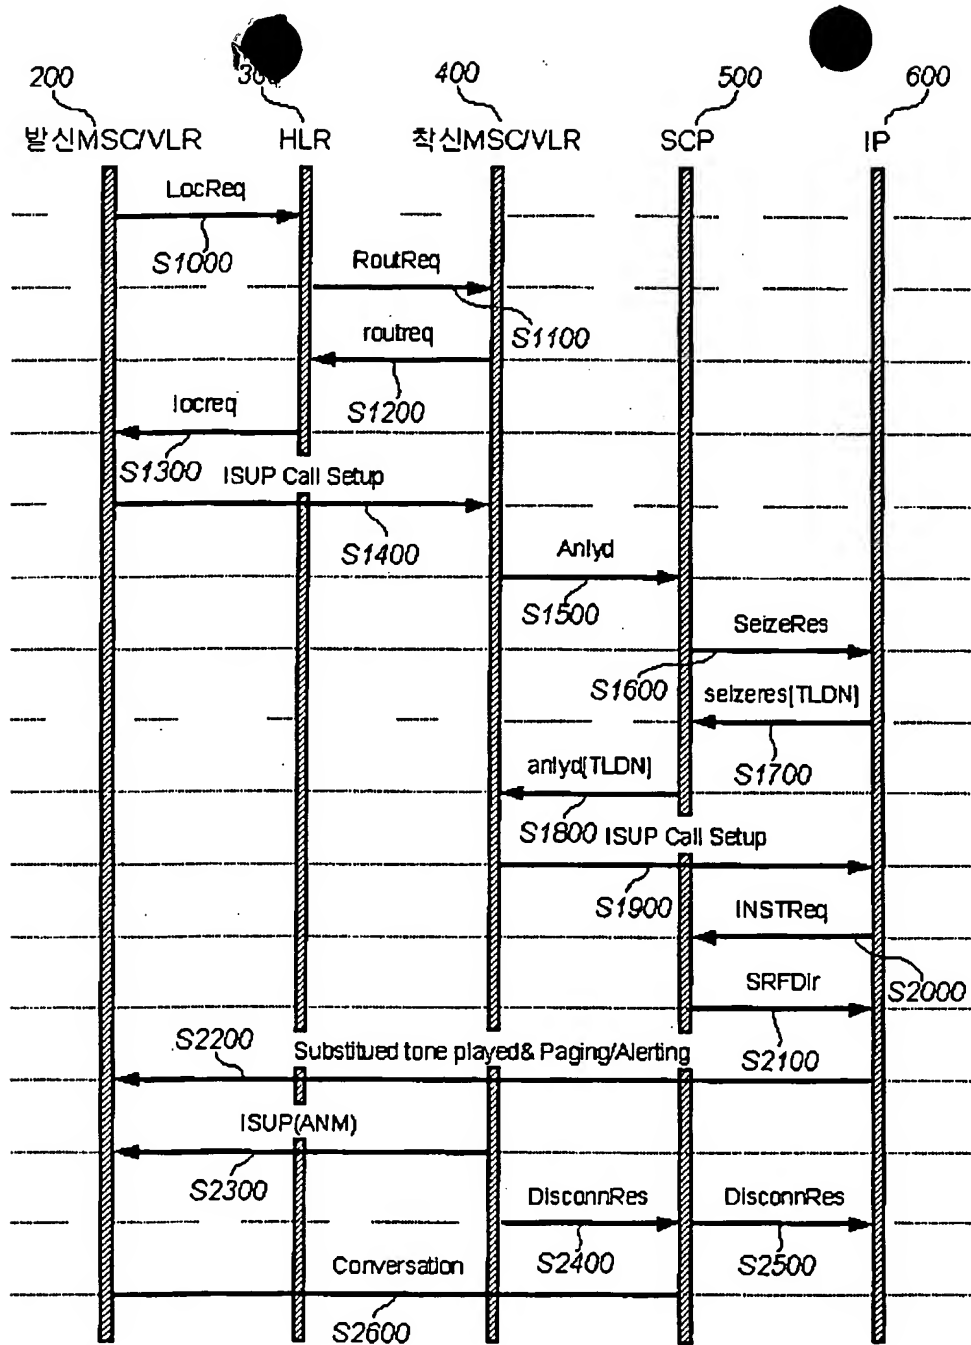 200 400 500 600
발신MSC/VLR HLR 착신MSC/VLR SCP IP
LocReq
S1000
RoutReq
S1100
routreq
S1200
locreq
S1300
ISUP Call Setup
S1400
Anlyd
S1500
SeizeRes
S1600
seizeres[TLDN]
S1700
anlyd[TLDN]
S1800
ISUP Call Setup
S1900
INSTReq
S2000
SRFDir
S2100
S2200
Substitued tone played& Paging/Alerting
ISUP(ANM)
S2300
DisconnRes DisconnRes
S2400 S2500
Conversation
S2600